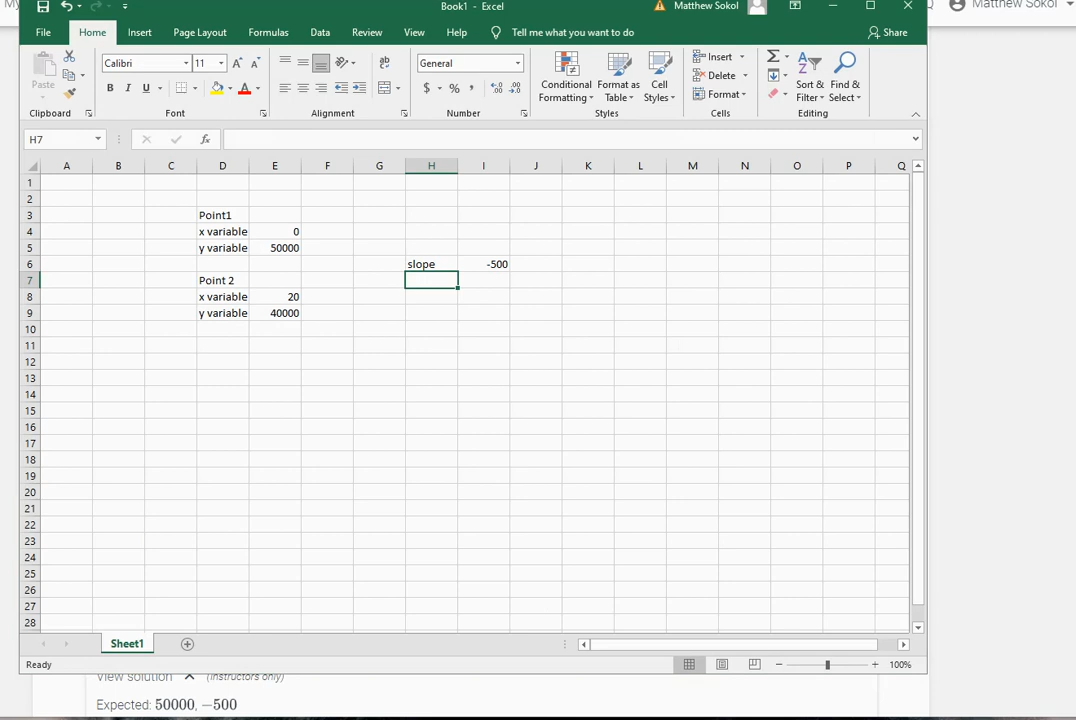 My
Book1 - Excel
Matthew Sokol
Matthew Sokol
File Home Insert Page Layout Formulas Data Review View Help Tell me what you want to do Share
Paste
Calibri 11
A A
B I U
A
ab
General
$ % ,
Conditional Formatting
Format as Table
Cell Styles
Insert
Delete
Format
Sort & Filter
Find & Select
Clipboard Font Alignment Number Styles Cells Editing
H7 fx
A B C D E F G H I J K L M N O P Q
1
2
3 Point1
4 x variable 0
5 y variable 50000
6 slope -500
7 Point 2
8 x variable 20
9 y variable 40000
10
11
12
13
14
15
16
17
18
19
20
21
22
23
24
25
26
27
28
Sheet1
Ready 100%
View solution (instructors only)
Expected: 50000, −500